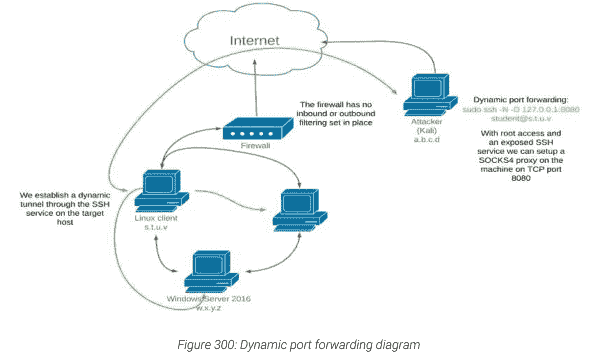 Internet
The firewall has no
inbound or outbound
filtering set in place
Firewall
Attacker
(Kali)
a.b.c.d
Dynamic port forwarding:
sudo ssh -N -D 127.0.0.1:8080
student@s.t.u.v
With root access and
an exposed SSH
service we can setup a
SOCKS4 proxy on the
machine on TCP port
8080
We establish a dynamic
tunnel through the SSH
service on the target
host
Linux client
s.t.u.v
Windows Server 2016
w.x.y.z
Figure 300: Dynamic port forwarding diagram